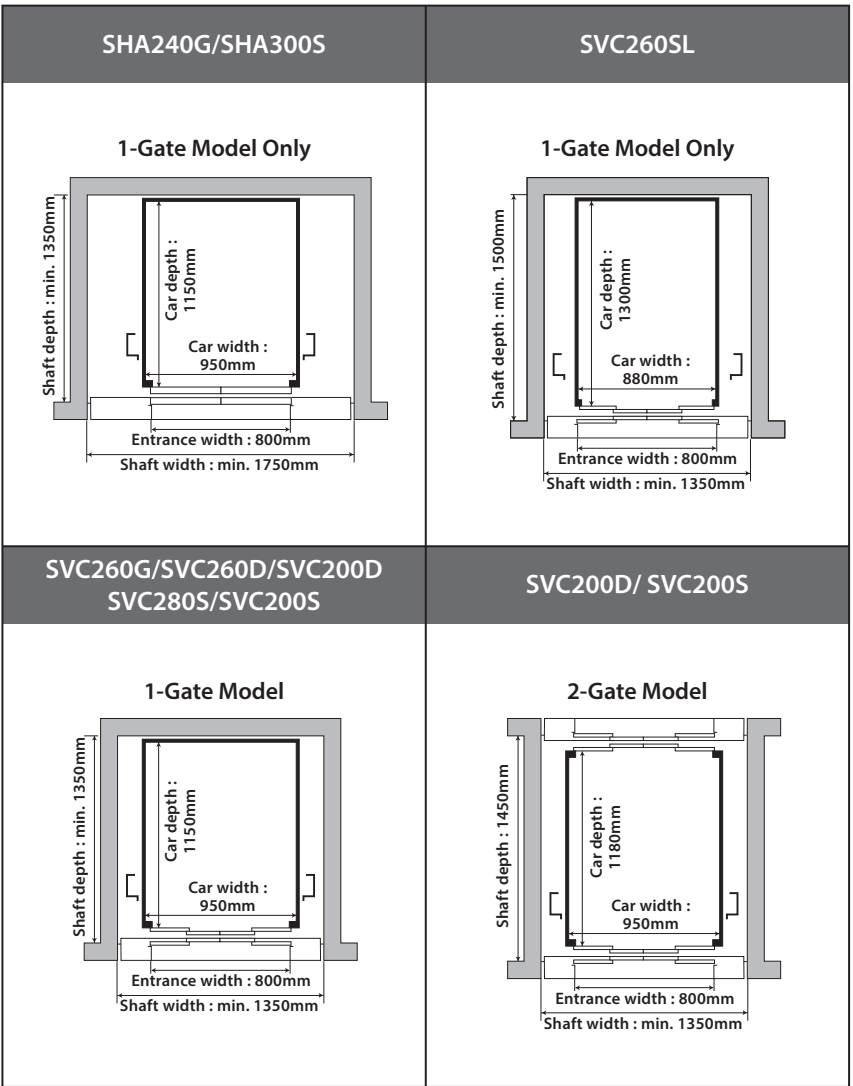 SHA240G/SHA300S
1-Gate Model Only
Shaft depth : min. 1350mm
Car depth :
1150mm
Car width :
950mm
Entrance width : 800mm
Shaft width : min. 1750mm
SVC260SL
1-Gate Model Only
Shaft depth : min. 1500mm
Car depth :
1300mm
Car width :
880mm
Entrance width : 800mm
Shaft width : min. 1350mm
SVC260G/SVC260D/SVC200D
SVC280S/SVC200S
1-Gate Model
Shaft depth : min. 1350mm
Car depth :
1150mm
Car width :
950mm
Entrance width : 800mm
Shaft width : min. 1350mm
SVC200D/ SVC200S
2-Gate Model
Shaft depth : 1450mm
Car depth :
1180mm
Car width :
950mm
Entrance width : 800mm
Shaft width : min. 1350mm